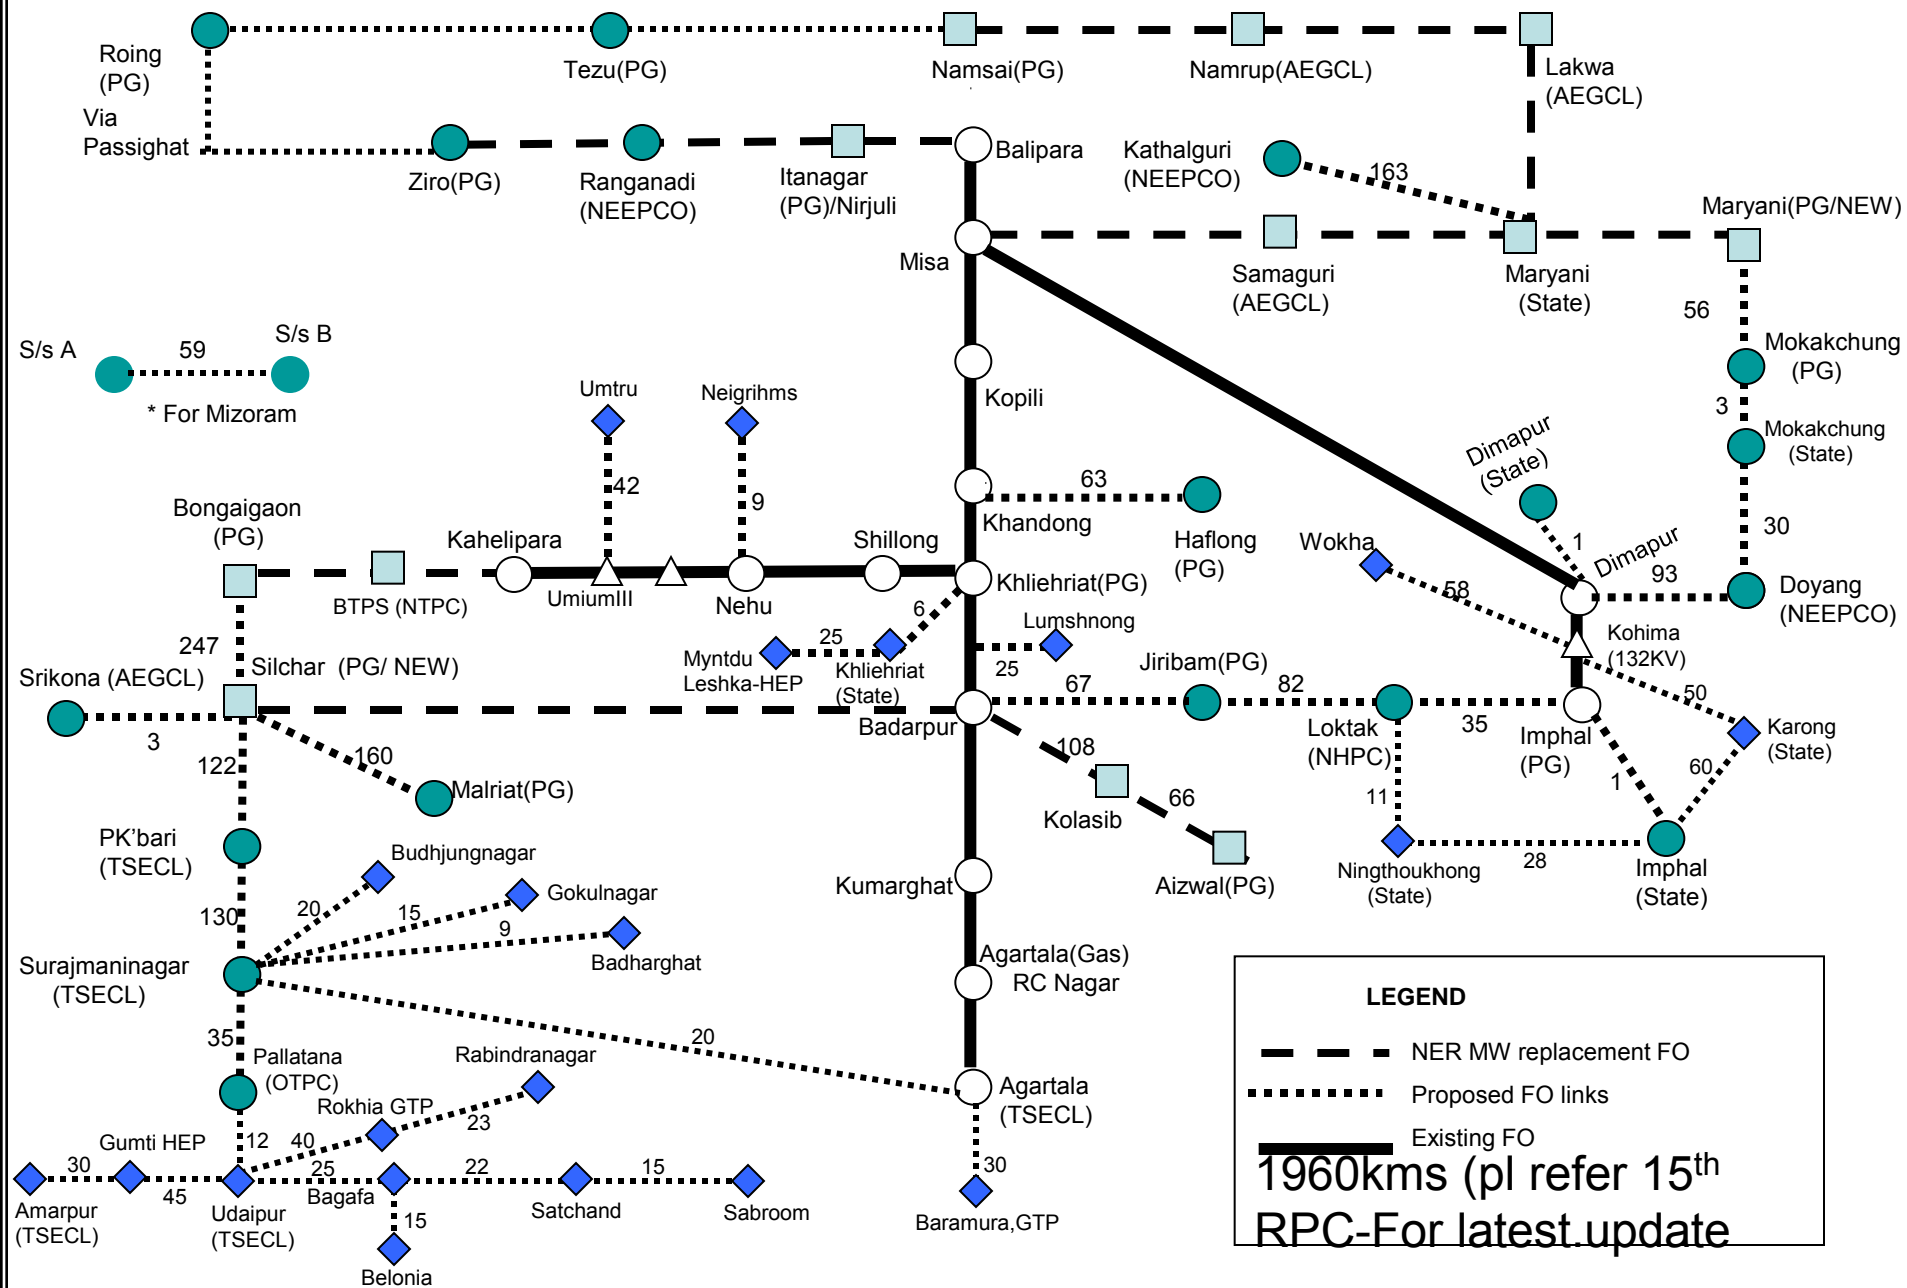 Roing
(PG)
Tezu(PG)
Namsai(PG)
Namrup(AEGCL)
Lakwa
(AEGCL)
Via
Passighat
Ziro(PG)
Ranganadi
(NEEPCO)
Itanagar
(PG)/Nirjuli
Balipara
Kathalguri
(NEEPCO)
163
Maryani(PG/NEW)
Misa
Samaguri
(AEGCL)
Maryani
(State)
56
S/s A
59
S/s B
* For Mizoram
Mokakchung
(PG)
3
Mokakchung
(State)
Umtru
Neigrihms
Kopili
Dimapur
(State)
42
9
63
30
Bongaigaon
(PG)
Kahelipara
Shillong
Khandong
Haflong
(PG)
Wokha
1
Dimapur
93
Doyang
(NEEPCO)
BTPS (NTPC)
UmiumIII
Nehu
Khliehriat(PG)
58
6
Lumshnong
Kohima
(132KV)
247
25
Myntdu
Leshka-HEP
Khliehriat
(State)
25
Jiribam(PG)
Srikona (AEGCL)
Silchar (PG/ NEW)
67
82
50
3
Badarpur
Loktak
(NHPC)
35
Imphal
(PG)
Karong
(State)
122
160
108
60
Malriat(PG)
66
11
1
Kolasib
PK'bari
(TSECL)
Budhjungnagar
Gokulnagar
Kumarghat
Aizwal(PG)
Ningthoukhong
(State)
28
Imphal
(State)
130
20
15
9
Badharghat
Surajmaninagar
(TSECL)
Agartala(Gas)
RC Nagar
35
20
Pallatana
(OTPC)
Rabindranagar
Agartala
(TSECL)
Rokhia GTP
23
Gumti HEP
12
40
30
45
25
22
15
30
Amarpur
(TSECL)
Udaipur
(TSECL)
Bagafa
Satchand
Sabroom
Baramura,GTP
15
Belonia
LEGEND
NER MW replacement FO
Proposed FO links
Existing FO
1960kms (pl refer 15th
RPC-For latest.update